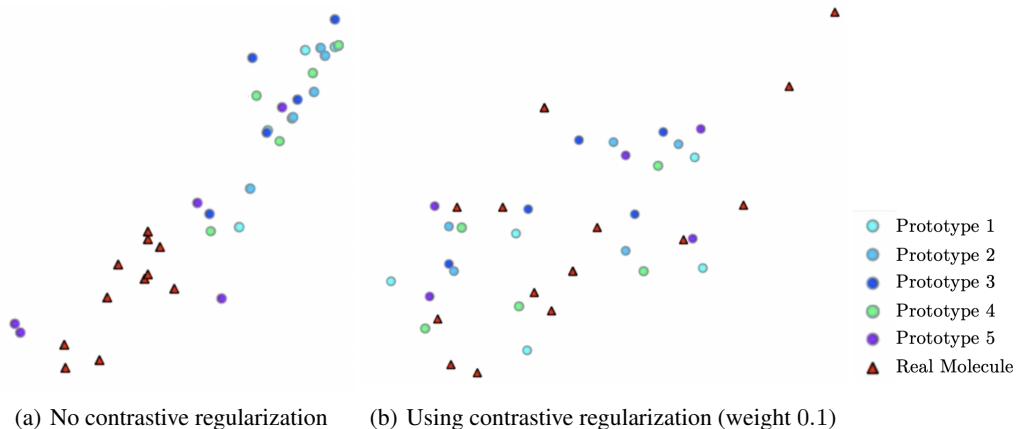 Prototype 1
Prototype 2
Prototype 3
Prototype 4
Prototype 5
Real Molecule
(a) No contrastive regularization
(b) Using contrastive regularization (weight 0.1)